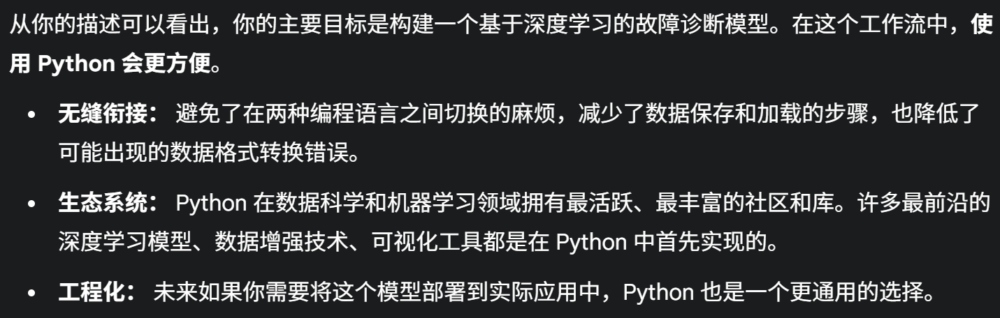 从你的描述可以看出，你的主要目标是构建一个基于深度学习的故障诊断模型。在这个工作流中，使
用 Python 会更方便。
• 无缝衔接： 避免了在两种编程语言之间切换的麻烦，减少了数据保存和加载的步骤，也降低了
可能出现的数据格式转换错误。
• 生态系统： Python 在数据科学和机器学习领域拥有最活跃、最丰富的社区和库。许多最前沿的
深度学习模型、数据增强技术、可视化工具都是在 Python 中首先实现的。
• 工程化： 未来如果你需要将这个模型部署到实际应用中，Python 也是一个更通用的选择。